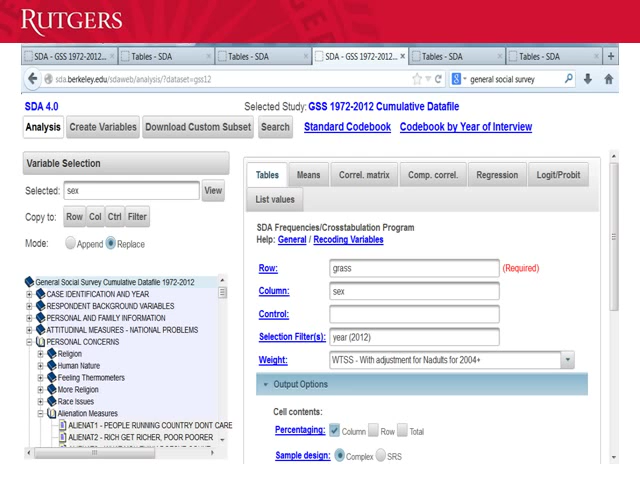 RUTGERS
SDA - GSS 1972-2012... × Tables - SDA × Tables - SDA × SDA - GSS 1972-2012... × Tables - SDA × Tables - SDA × +
sda.berkeley.edu/sdaweb/analysis/?dataset=gss12 general social survey
SDA 4.0 Selected Study: GSS 1972-2012 Cumulative Datafile
Analysis Create Variables Download Custom Subset Search Standard Codebook Codebook by Year of Interview
Variable Selection
Selected: sex View
Copy to: Row Col Ctrl Filter
Mode: Append Replace
General Social Survey Cumulative Datafile 1972-2012
CASE IDENTIFICATION AND YEAR
RESPONDENT BACKGROUND VARIABLES
PERSONAL AND FAMILY INFORMATION
ATTITUDINAL MEASURES - NATIONAL PROBLEMS
PERSONAL CONCERNS
Religion
Human Nature
Feeling Thermometers
More Religion
Race Issues
Alienation Measures
ALIENAT1 - PEOPLE RUNNING COUNTRY DONT CARE
ALIENAT2 - RICH GET RICHER, POOR POORER
Tables Means Correl. matrix Comp. correl. Regression Logit/Probit
List values
SDA Frequencies/Crosstabulation Program
Help: General / Recoding Variables
Row: grass (Required)
Column: sex
Control:
Selection Filter(s): year (2012)
Weight: WTSS - With adjustment for Nadults for 2004+
Output Options
Cell contents:
Percentaging: Column Row Total
Sample design: Complex SRS